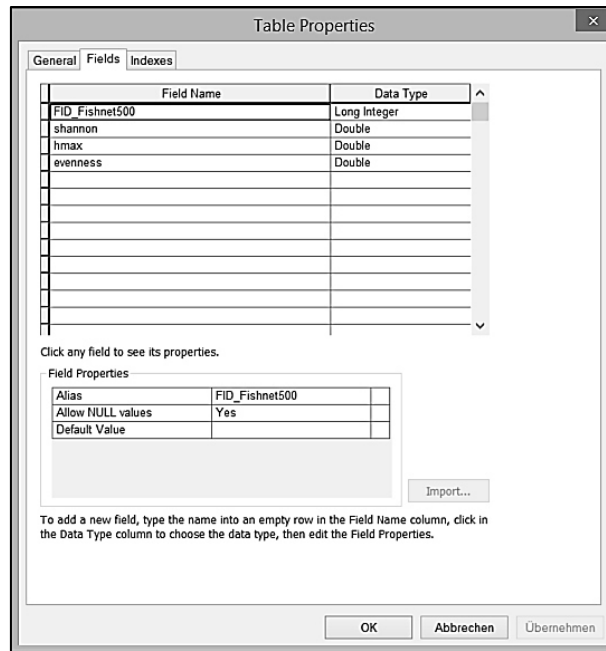 Table Properties
General Fields Indexes
Field Name Data Type
FID_Fishnet500 Long Integer
shannon Double
hmax Double
evenness Double
Click any field to see its properties.
Field Properties
Alias FID_Fishnet500
Allow NULL values Yes
Default Value
Import...
To add a new field, type the name into an empty row in the Field Name column, click in
the Data Type column to choose the data type, then edit the Field Properties.
OK Abbrechen Übernehmen